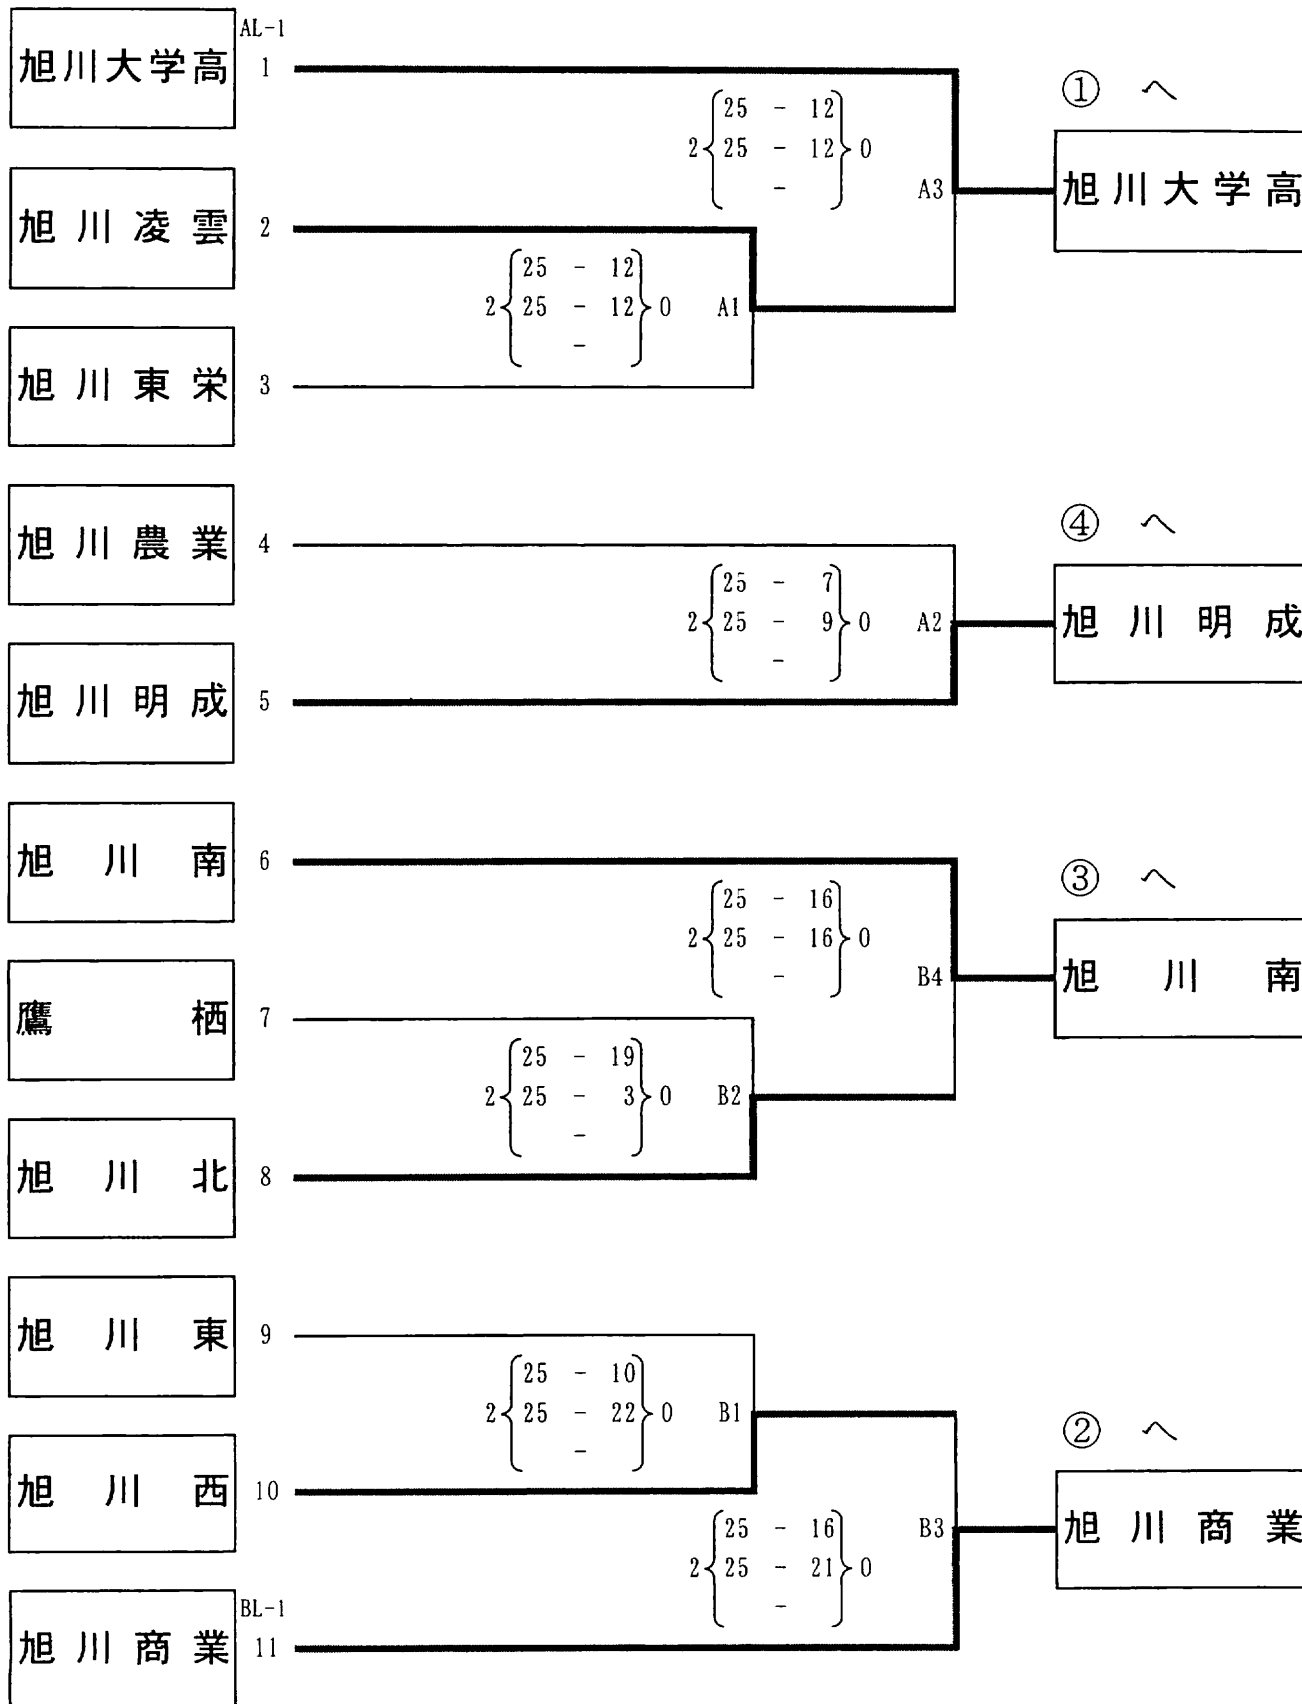 AL-1
旭川大学高 1
① へ
25 - 12
2 25 - 12 0
-
A3 旭川大学高
旭川凌雲 2
25 - 12
2 25 - 12 0 A1
-
旭川東栄 3
④ へ
旭川農業 4
25 - 7
2 25 - 9 0 A2 旭川明成
-
旭川明成 5
旭川南 6
③ へ
25 - 16
2 25 - 16 0
-
B4 旭川南
鷹栖 7
25 - 19
2 25 - 3 0 B2
-
旭川北 8
旭川東 9
25 - 10
2 25 - 22 0 B1
-
② へ
旭川西 10
25 - 16
B3 旭川商業
2 25 - 21 0
-
BL-1
旭川商業 11